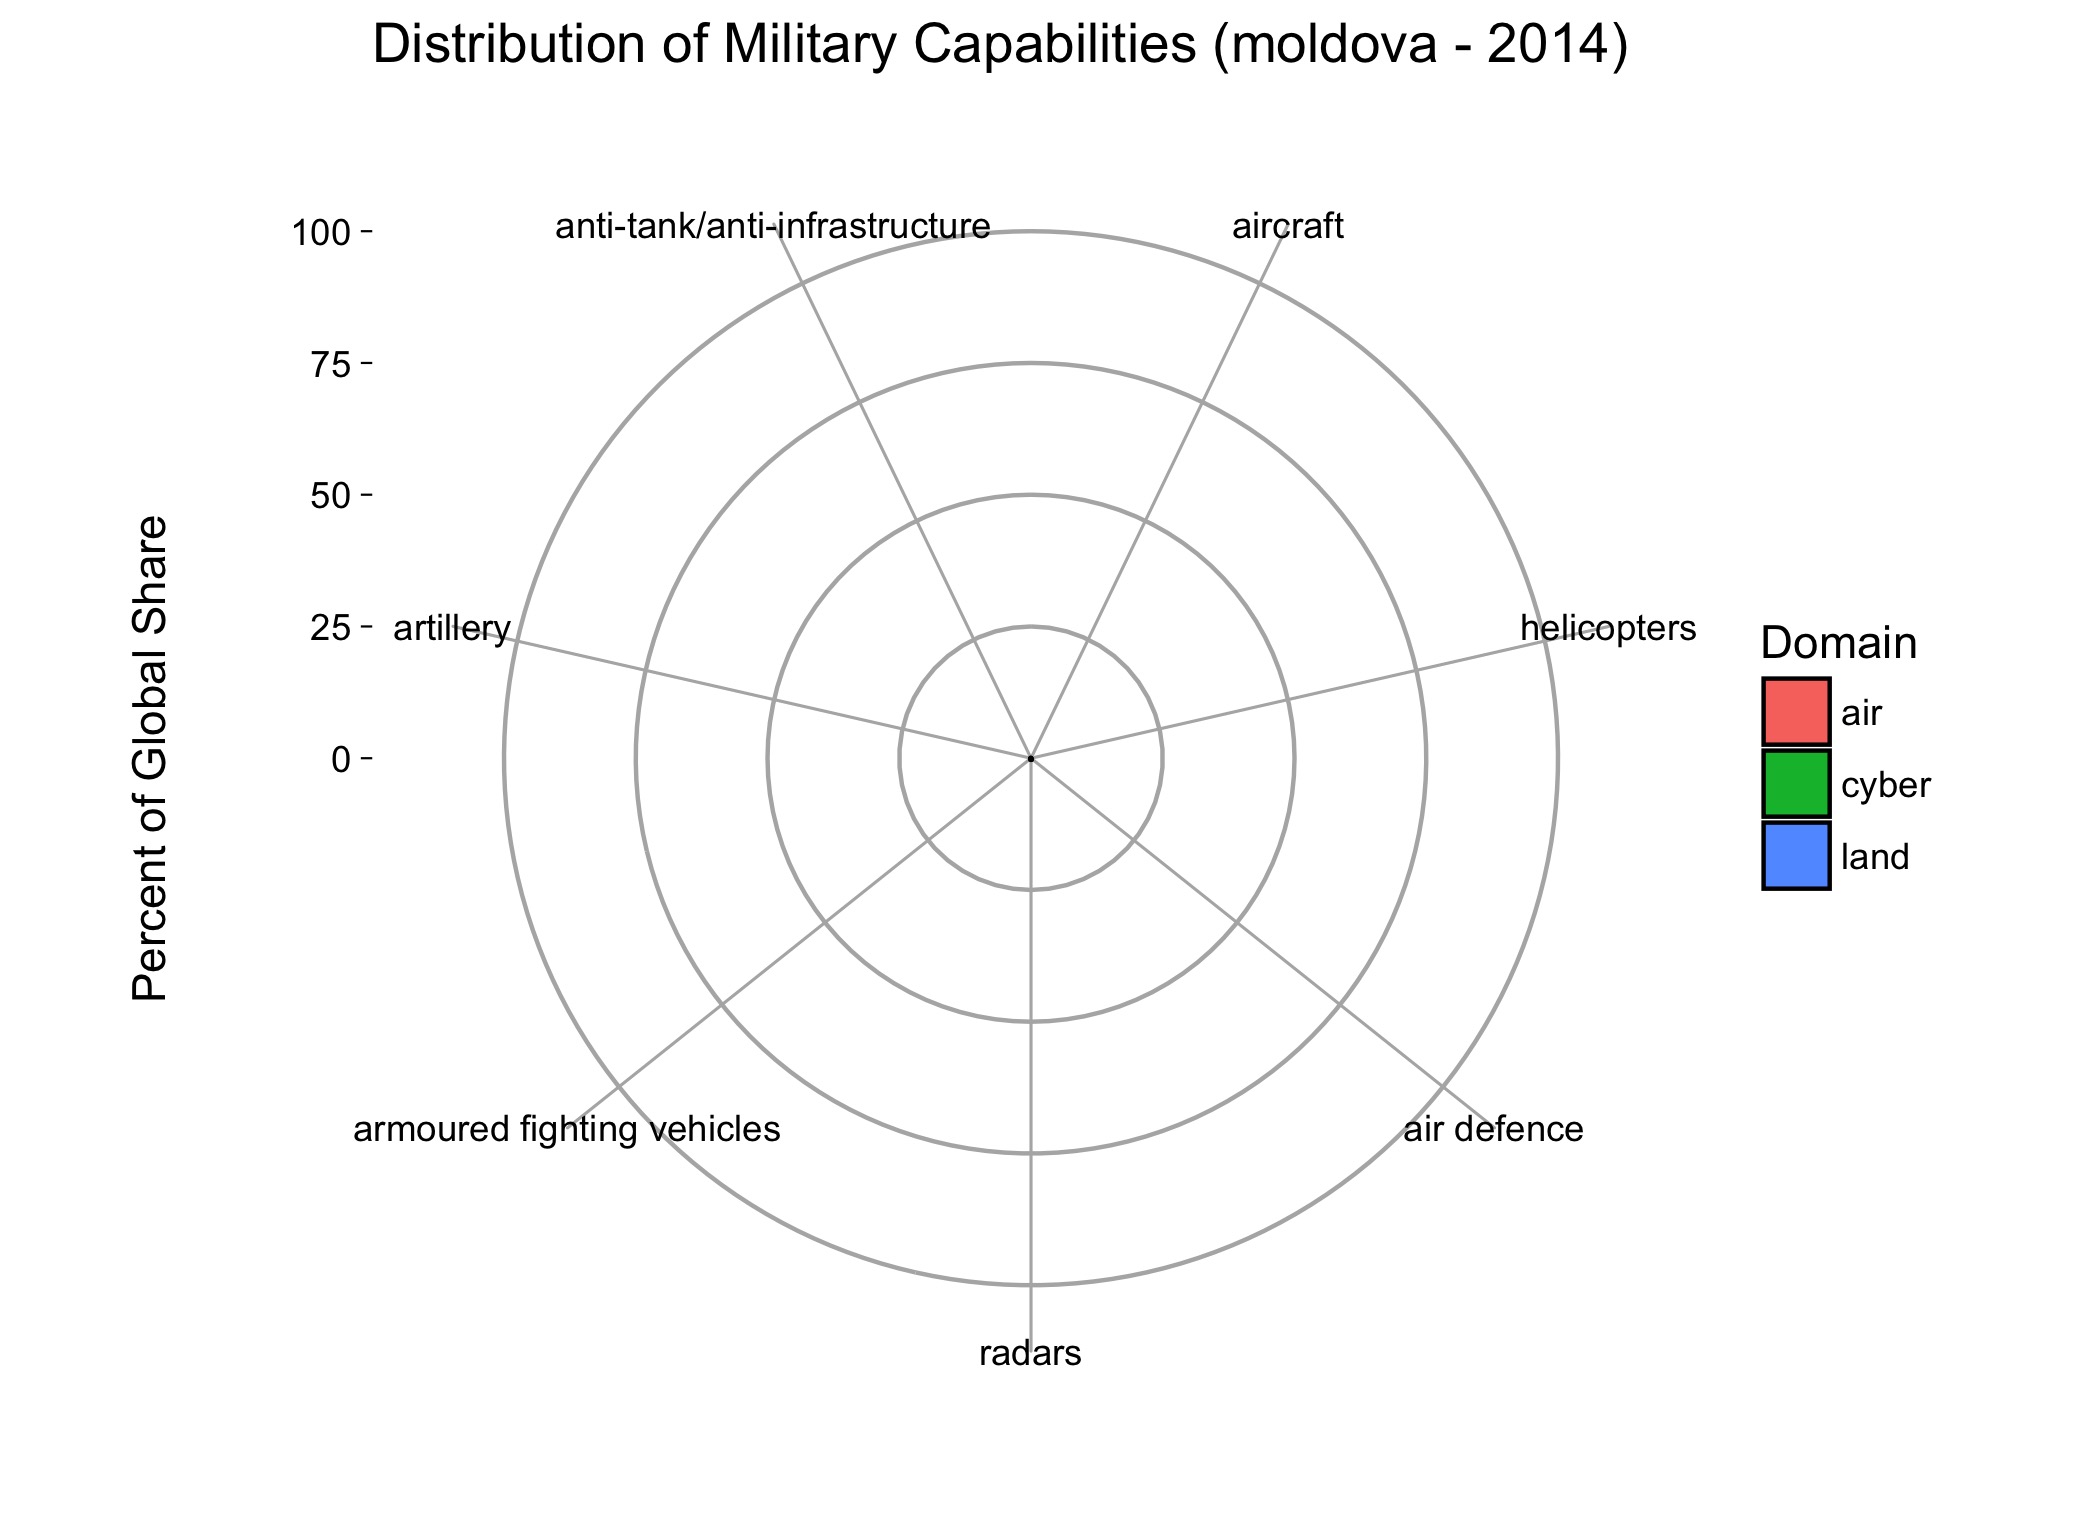 Distribution of Military Capabilities (moldova - 2014)
anti-tank/anti-infrastructure
aircraft
100
75
50
25
0
Percent of Global Share
artillery
helicopters
Domain
air
cyber
land
armoured fighting vehicles
air defence
radars